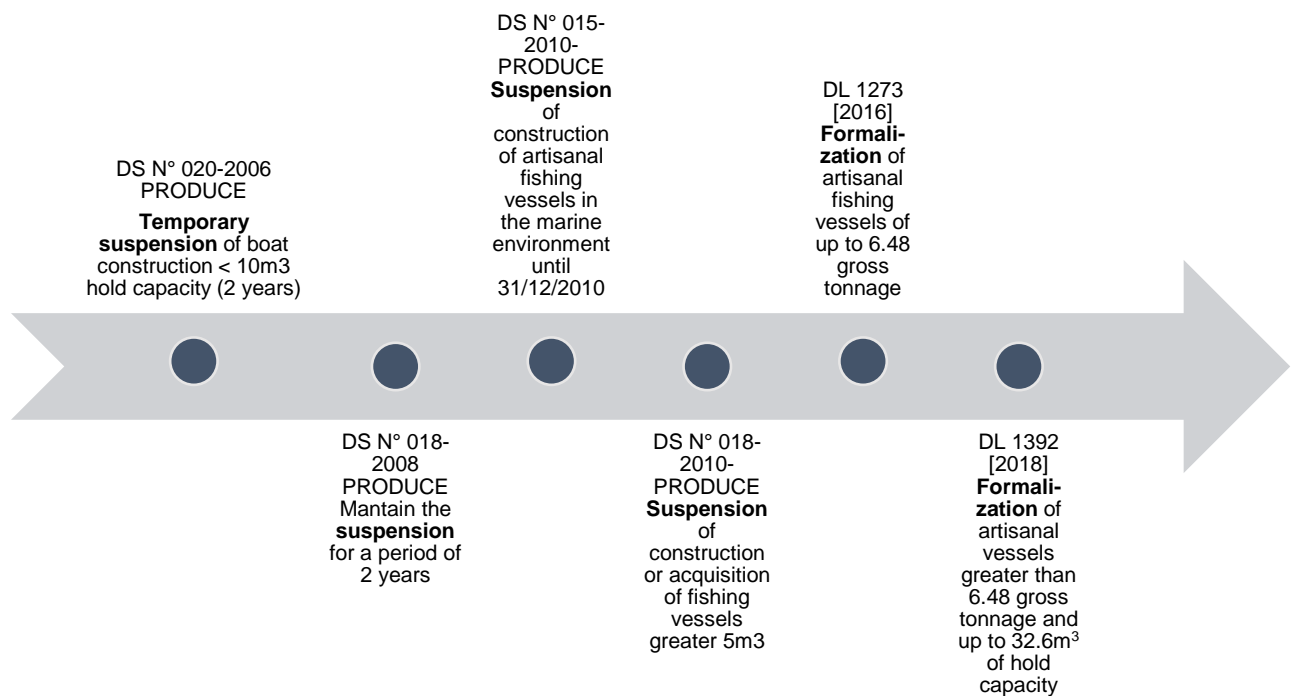 DS N° 020-2006
PRODUCE
Temporary
suspension of boat
construction < 10m3
hold capacity (2 years)
DS N° 018-
2008
PRODUCE
Mantain the
suspension
for a period of
2 years
DS N° 015-
2010-
PRODUCE
Suspension
of
construction
of artisanal
fishing
vessels in
the marine
environment
until
31/12/2010
DS N° 018-
2010-
PRODUCE
Suspension
of
construction
or acquisition
of fishing
vessels
greater 5m3
DL 1273
[2016]
Formali-
zation of
artisanal
fishing
vessels of
up to 6.48
gross
tonnage
DL 1392
[2018]
Formali-
zation of
artisanal
vessels
greater than
6.48 gross
tonnage and
up to 32.6m³
of hold
capacity